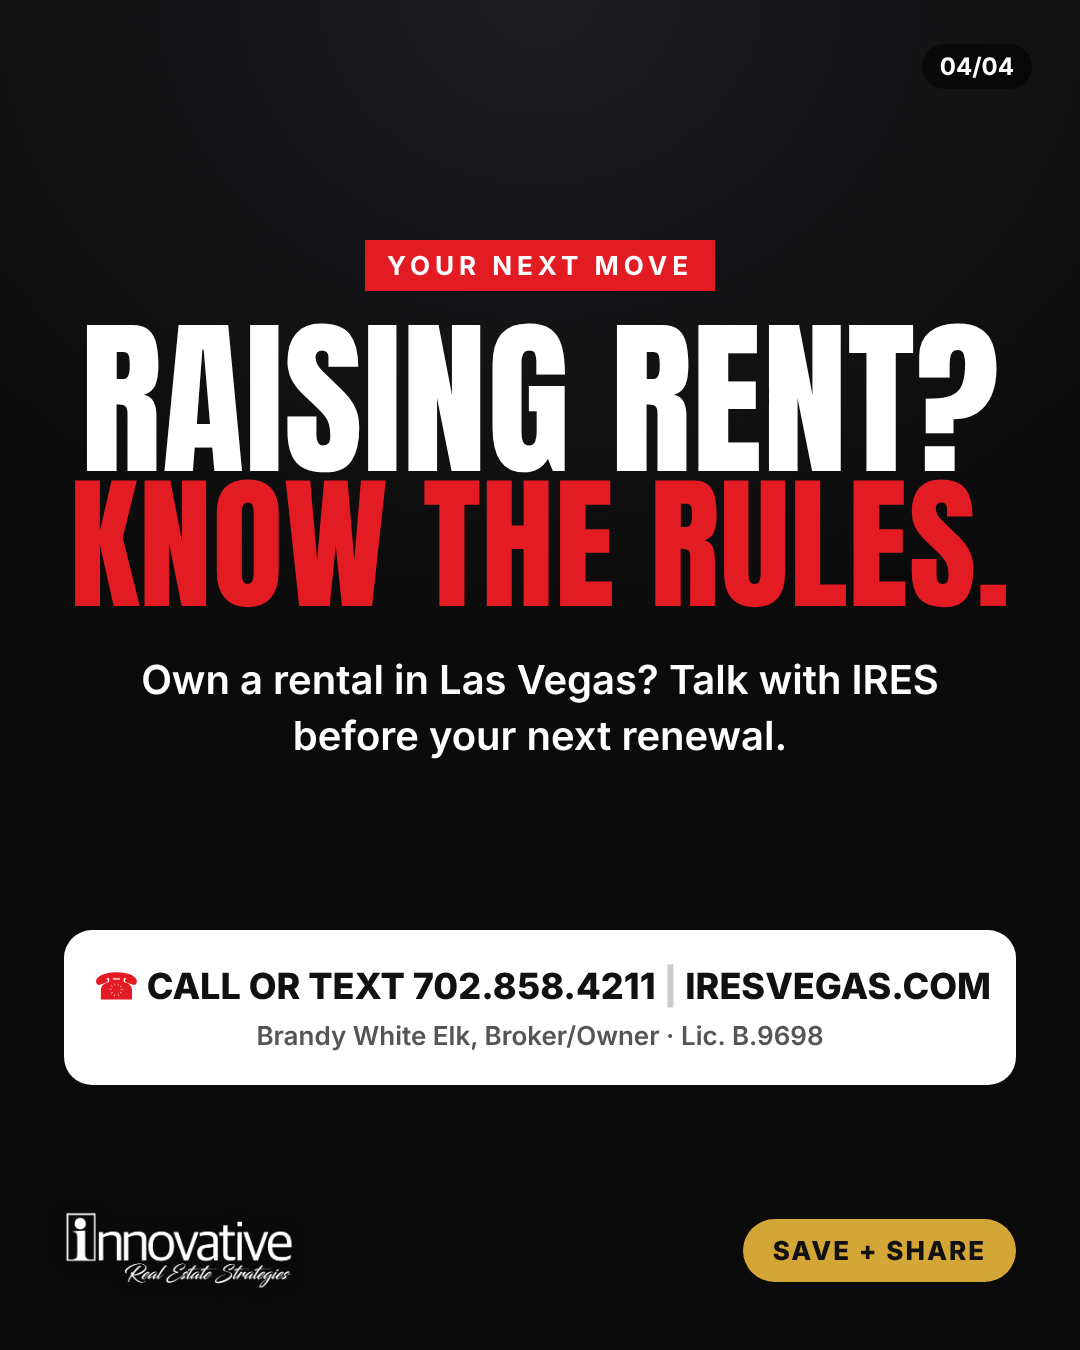 04/04
YOUR NEXT MOVE
RAISING RENT?
KNOW THE RULES.
Own a rental in Las Vegas? Talk with IRES
before your next renewal.
☎ CALL OR TEXT 702.858.4211 | IRESVEGAS.COM
Brandy White Elk, Broker/Owner · Lic. B.9698
innovative
Real Estate Strategies
SAVE + SHARE